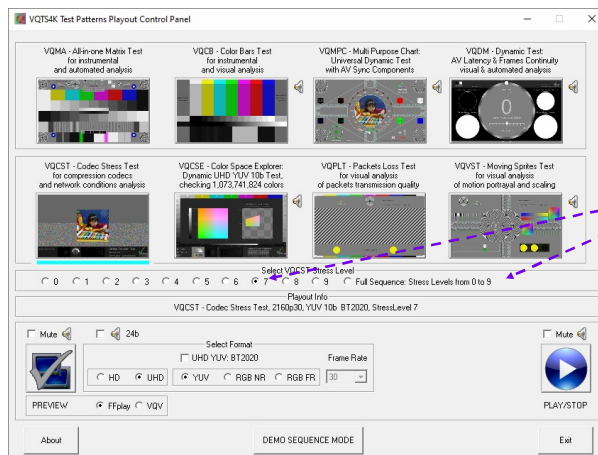 VQTS4K Test Patterns Playout Control Panel
VQMA - All-in-one Matrix Test
for instrumental
and automated analysis
VQCB - Color Bars Test
for instrumental
and visual analysis
VQMPC - Multi Purpose Chart:
Universal Dynamic Test
with AV Sync Components
VQDM - Dynamic Test:
AV Latency & Frames Continuity
visual & automated analysis
0
VQCST - Codec Stress Test
for compression codecs
and network conditions analysis
VQCSE - Color Space Explorer:
Dynamic UHD YUV 10b Test,
checking 1,073,741,824 colors
VQPLT - Packets Loss Test
for visual analysis
of packets transmission quality
VQVST - Moving Sprites Test
for visual analysis
of motion portrayal and scaling
Select VQCST Stress Level
0 1 2 3 4 5 6 7 8 9 Full Sequence: Stress Levels from 0 to 9
Playout Info
VQCST - Codec Stress Test, 2160p30, YUV 10b BT2020, StressLevel 7
Mute 24b Mute
Select Format
UHD YUV: BT2020 Frame Rate
HD UHD YUV RGB NR RGB FR 30
PREVIEW FFplay VQV PLAY/STOP
About DEMO SEQUENCE MODE Exit